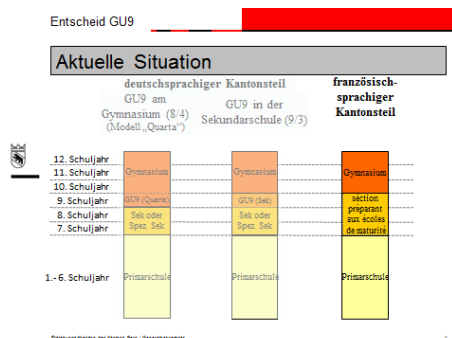 Entscheid GU9
Aktuelle Situation
deutschsprachiger Kantonsteil
GU9 am
Gymnasium (8/4)
(Modell „Quarta“)
GU9 in der
Sekundarschule (9/3)
französisch-
sprachiger
Kantonsteil
12. Schuljahr
11. Schuljahr
10. Schuljahr
9. Schuljahr
8. Schuljahr
7. Schuljahr
1.- 6. Schuljahr
Gymnasium
GU9 (Quarta)
Sek oder
Spez. Sek
Primarschule
Gymnasium
GU9 (Sek)
Sek oder
Spez. Sek
Primarschule
Gymnasium
section
préparant
aux écoles
de maturité
Primarschule